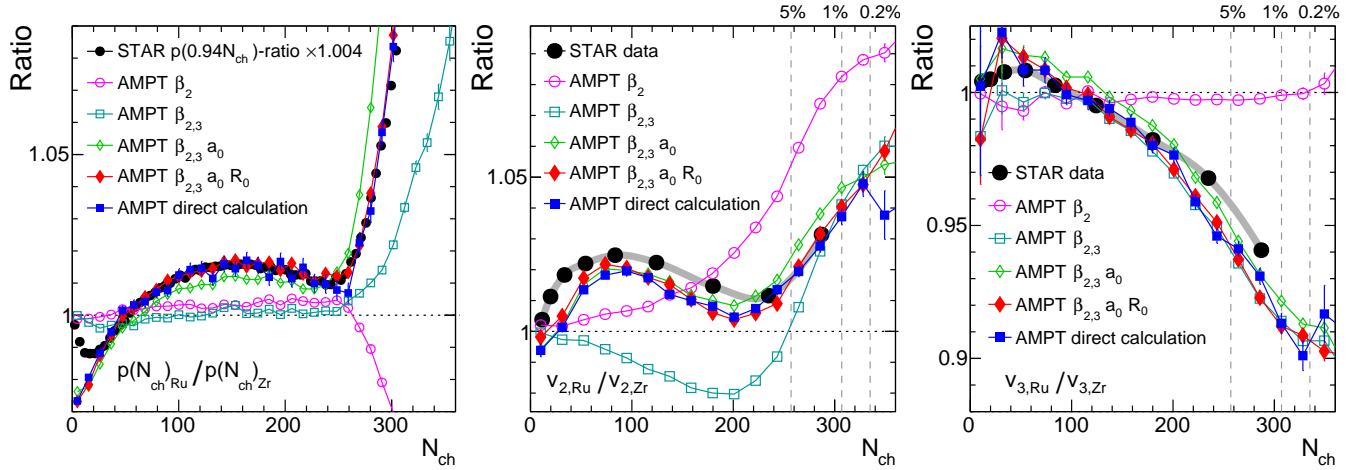 Ratio
STAR p(0.94N_ch)-ratio ×1.004
AMPT β_2
AMPT β_2,3
AMPT β_2,3 a_0
AMPT β_2,3 a_0 R_0
AMPT direct calculation
1.05
1
p(N_ch)_Ru / p(N_ch)_Zr
0 100 200 300
N_ch
5% 1% 0.2%
Ratio
STAR data
AMPT β_2
AMPT β_2,3
AMPT β_2,3 a_0
AMPT β_2,3 a_0 R_0
AMPT direct calculation
1.05
1
v_2,Ru / v_2,Zr
0 100 200 300
N_ch
5% 1% 0.2%
Ratio
1
0.95
0.9
STAR data
AMPT β_2
AMPT β_2,3
AMPT β_2,3 a_0
AMPT β_2,3 a_0 R_0
AMPT direct calculation
v_3,Ru / v_3,Zr
0 100 200 300
N_ch